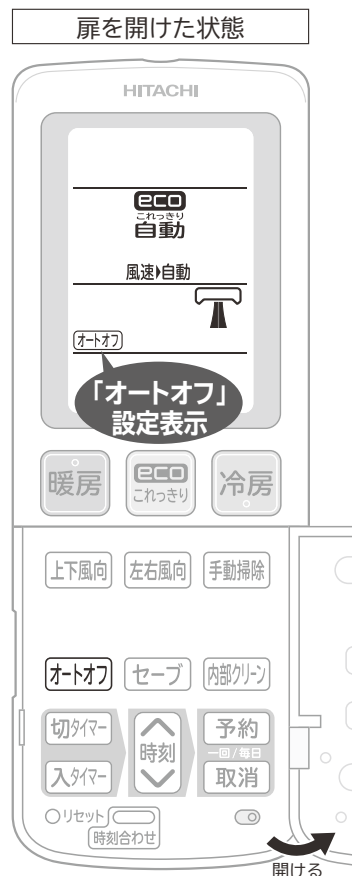 扉を開けた状態
HITACHI
eco
これっきり
自動
風速▶自動
オートオフ
「オートオフ」
設定表示
暖房
eco
これっきり
冷房
上下風向
左右風向
手動掃除
オートオフ
セーブ
内部クリーン
切タイマー
時刻
予約
一回/毎日
入タイマー
取消
リセット
時刻合わせ
開ける